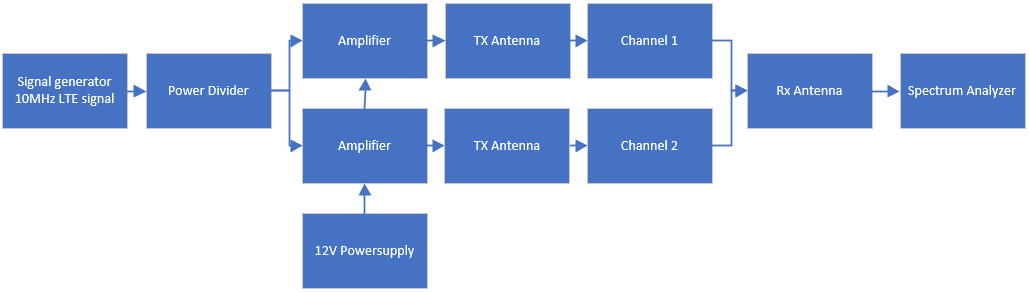 Signal generator
10MHz LTE signal
Power Divider
Amplifier
TX Antenna
Channel 1
Amplifier
TX Antenna
Channel 2
12V Powersupply
Rx Antenna
Spectrum Analyzer